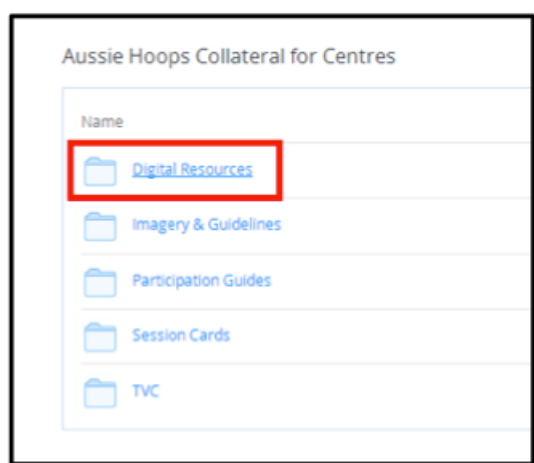 Aussie Hoops Collateral for Centres
Name
Digital Resources
Imagery & Guidelines
Participation Guides
Session Cards
TVC